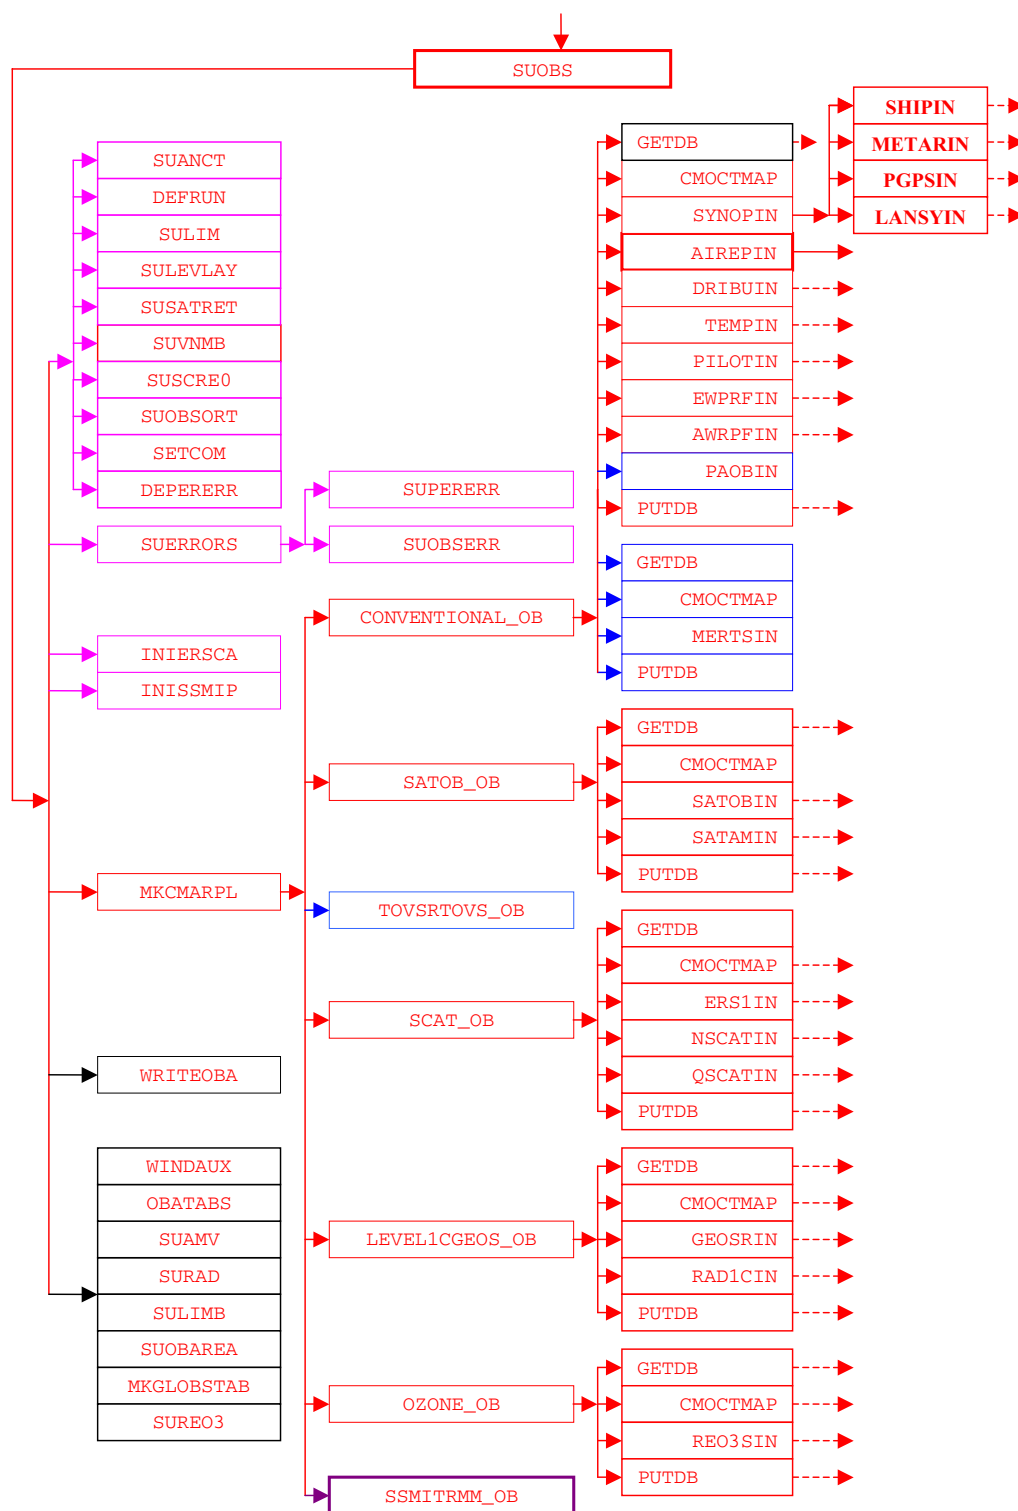 SUOBS
SHIPIN
METARIN
PGPSIN
LANSYIN
SUANCT
DEFRUN
SULIM
SULEVLAY
SUSATRET
SUVNMB
SUSCRE0
SUOBSORT
SETCOM
DEPERERR
SUERRORS
SUPERERR
SUOBSERR
INIERSCA
INISSMIP
MKCMARPL
WRITEOBA
WINDAUX
OBATABS
SUAMV
SURAD
SULIMB
SUOBAREA
MKGLOBSTAB
SUREO3
CONVENTIONAL_OB
SATOB_OB
TOVSRTOVS_OB
SCAT_OB
LEVEL1CGEOS_OB
OZONE_OB
SSMITRMM_OB
GETDB
CMOCTMAP
SYNOPIN
AIREPIN
DRIBUIN
TEMPIN
PILOTIN
EWPRFIN
AWRPFIN
PAOBIN
PUTDB
GETDB
CMOCTMAP
MERTSIN
PUTDB
GETDB
CMOCTMAP
SATOBIN
SATAMIN
PUTDB
GETDB
CMOCTMAP
ERS1IN
NSCATIN
QSCATIN
PUTDB
GETDB
CMOCTMAP
GEOSRIN
RAD1CIN
PUTDB
GETDB
CMOCTMAP
REO3SIN
PUTDB